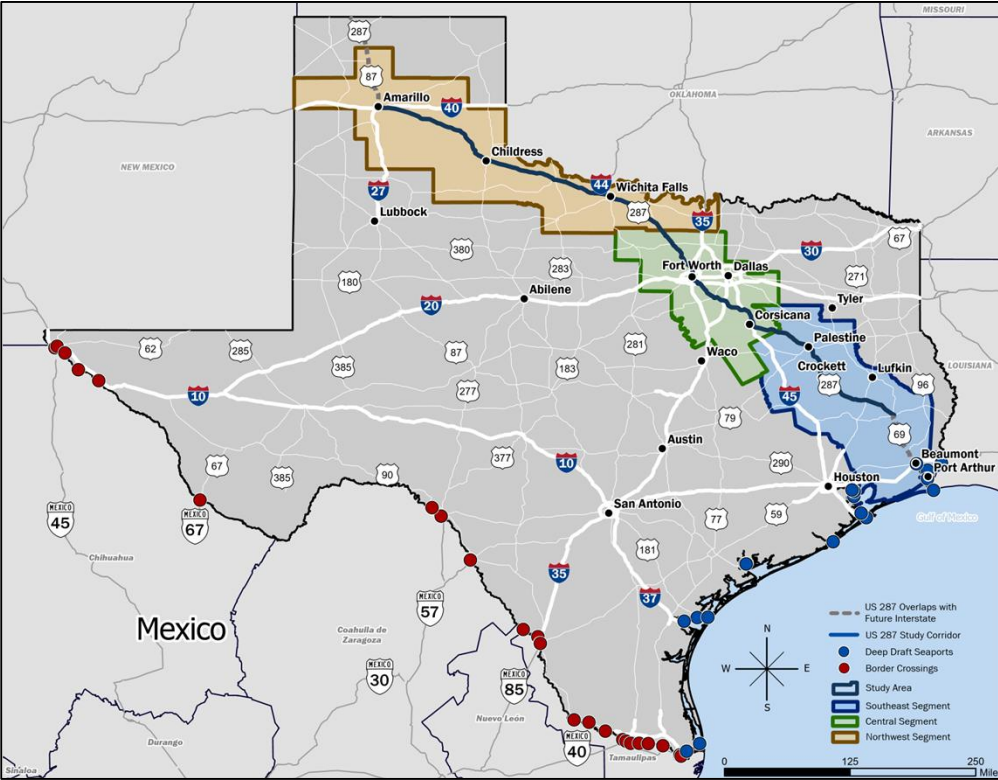 MISSOURI
287
87
OKLAHOMA
Amarillo
40
ARKANSAS
NEW MEXICO
Childress
44
27
Wichita Falls
287
Lubbock
35
67
380
30
Fort Worth
Dallas
283
271
180
Abilene
Tyler
20
Corsicana
Palestine
281
62
285
87
Waco
Crockett
Lufkin
LOUISIANA
385
183
287
96
277
10
45
79
69
Austin
377
290
Beaumont
67
10
Port Arthur
90
385
Houston
San Antonio
MEXICO
45
MEXICO
67
77
59
Gulf of Mexico
181
Chihuahua
35
37
MEXICO
57
US 287 Overlaps with
Future Interstate
Mexico
Coahuila de
Zaragoza
N
US 287 Study Corridor
Deep Draft Seaports
W
E
Border Crossings
MEXICO
30
MEXICO
85
Study Area
S
Southeast Segment
Nuevo León
Central Segment
Northwest Segment
MEXICO
40
Durango
Tamaulipas
Sinaloa
0
125
250
Mile